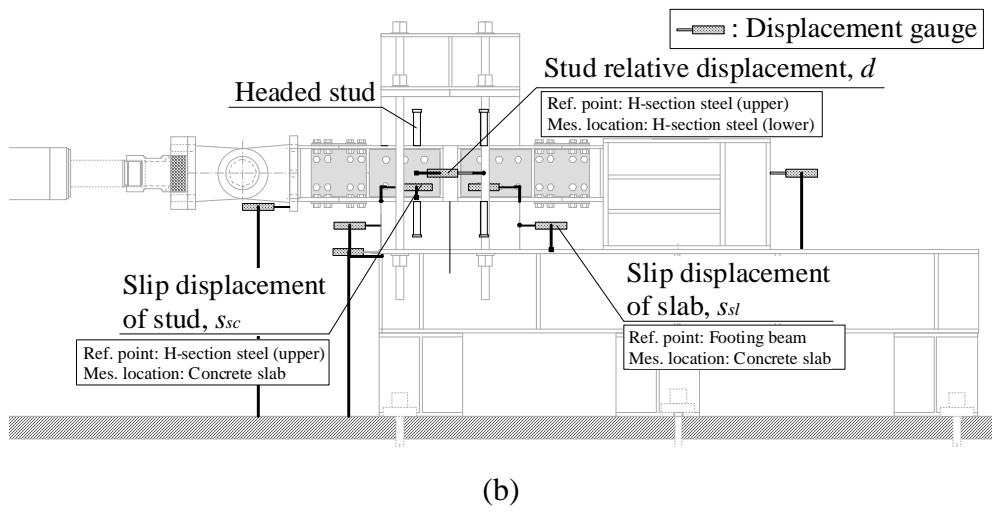 : Displacement gauge
Stud relative displacement, d
Ref. point: H-section steel (upper)
Mes. location: H-section steel (lower)
Headed stud
Slip displacement
of stud, ssc
Ref. point: H-section steel (upper)
Mes. location: Concrete slab
Slip displacement
of slab, ssl
Ref. point: Footing beam
Mes. location: Concrete slab
(b)